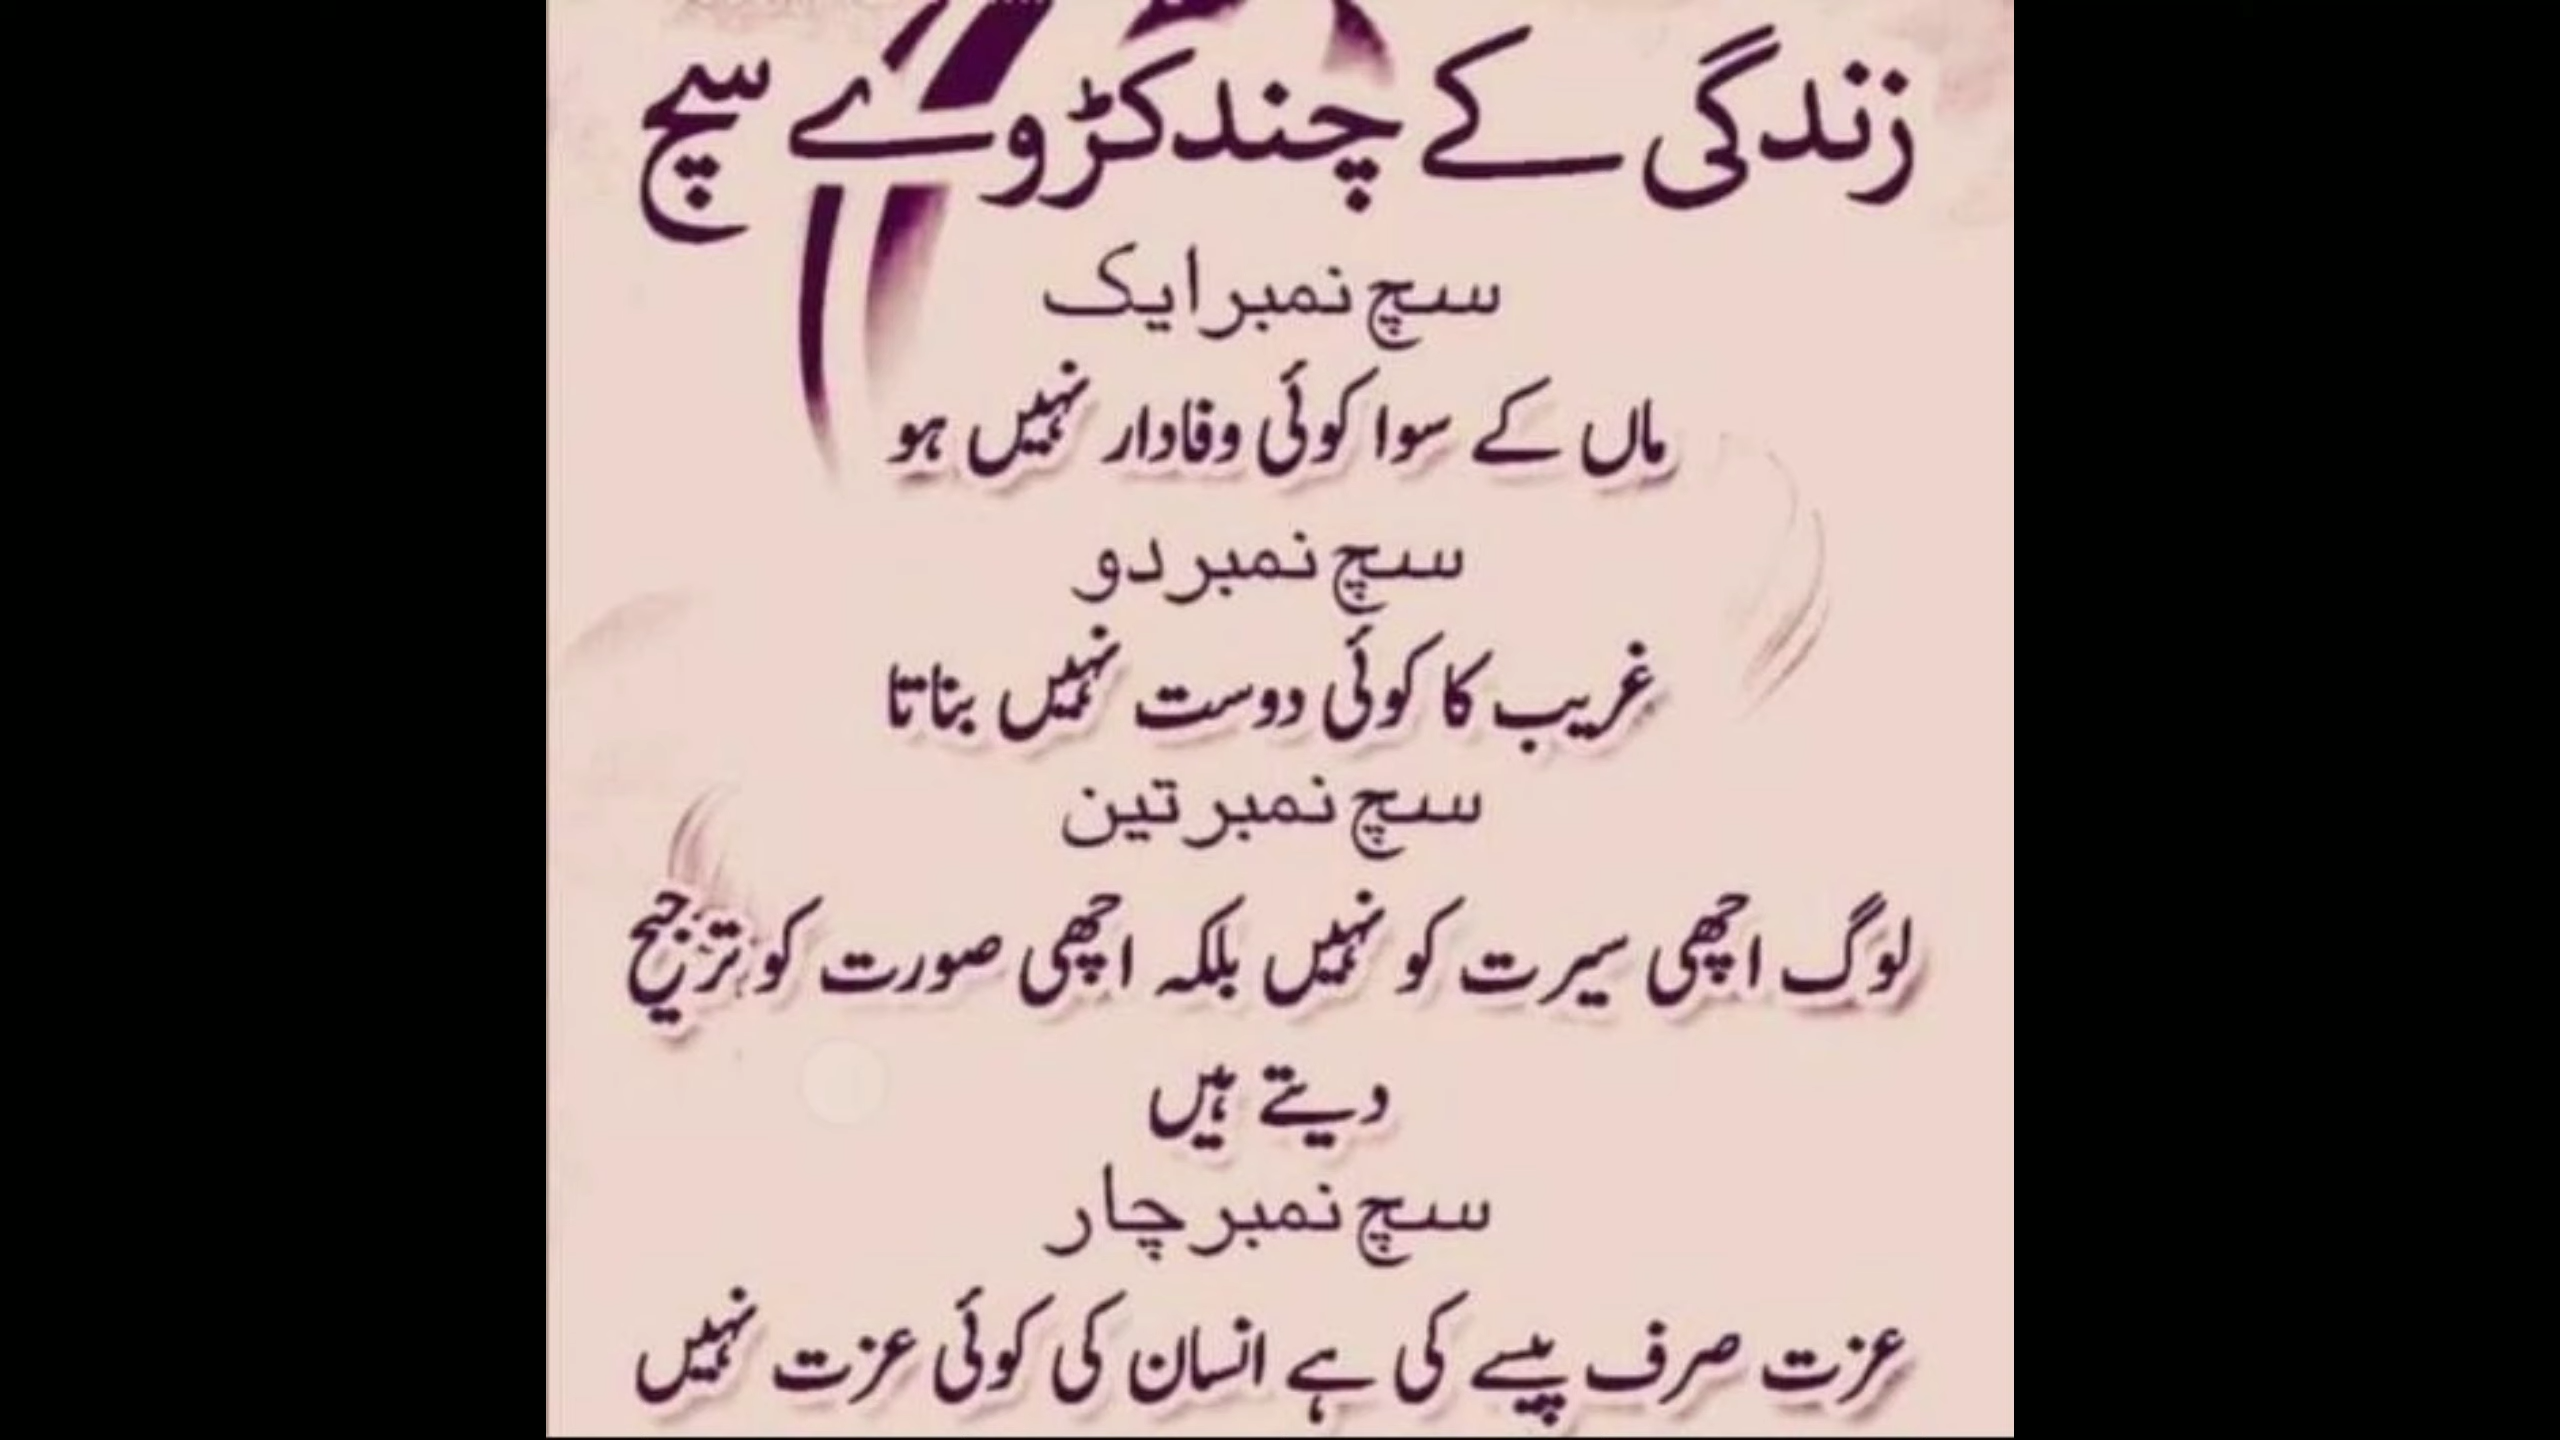 زندگی کے چند کڑوے سچ
سچ نمبر ایک
ماں کے سوا کوئی وفادار نہیں ہو
سچ نمبر دو
غریب کا کوئی دوست نہیں بناتا
سچ نمبر تین
لوگ اچھی سیرت کو نہیں بلکہ اچھی صورت کو ترجیح
دیتے ہیں
سچ نمبر چار
عزت صرف پیسے کی ہے انسان کی کوئی عزت نہیں